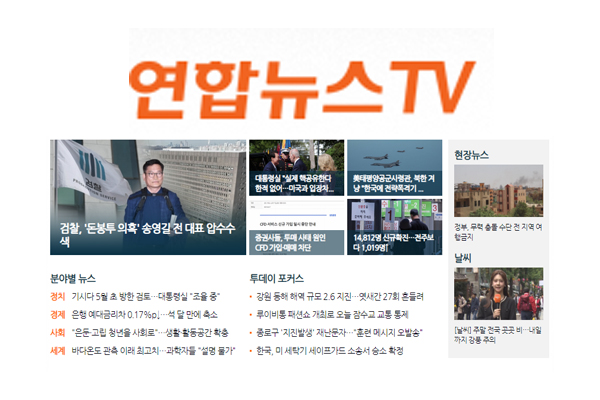 연합뉴스TV
검찰, '돈봉투 의혹' 송영길 전 대표 압수수
색
대통령실 "실제 핵공유한다
한적 없어…미국과 입장차…
美태평양공군사령관, 북한 겨
냥 "한국에 전략폭격기 …
증권사들, 무더 사태 원인
CFD 가입·매매 차단
14,812명 신규확진…전주보
다 1,019명↑
현장뉴스
정부, 무력 충돌 수단 전 지역 여
행금지
날씨
[날씨] 주말 전국 곳곳 비…내일
까지 강풍 주의
분야별 뉴스
정치 기시다 5월 초 방한 검토…대통령실 "조율 중"
경제 은행 여대금리차 0.17%p↓…석 달 만에 축소
사회 "은둔·고립 청년을 사회로"…생활·활동공간 확충
세계 바다온도 관측 이래 최고치…과학자들 "설명 불가"
투데이 포커스
강원 동해 해역 규모 2.6 지진…엿새간 27회 흔들려
루이비통 패션쇼 개최로 오늘 잠수교 교통 통제
종로구 '지진발생' 재난문자…"훈련 메시지 오발송"
한국, 미 세탁기 세이프가드 소송서 승소 확정